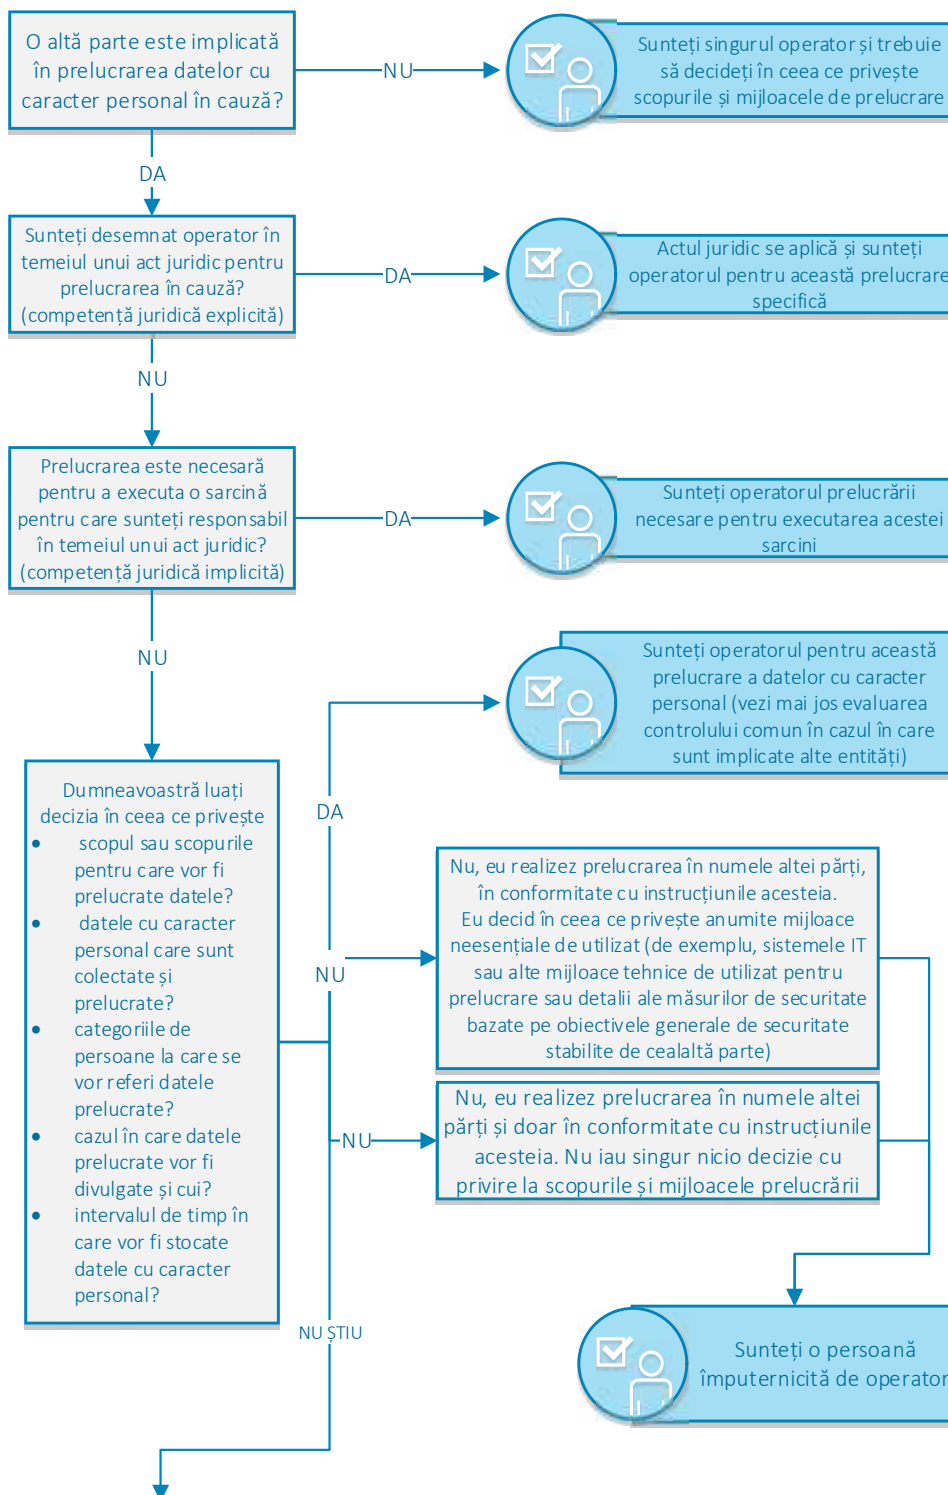 O altă parte este implicată
în prelucrarea datelor cu
caracter personal în cauză?
NU
Sunteți singurul operator și trebuie
să decideți în ceea ce privește
scopurile și mijloacele de prelucrare
DA
Sunteți desemnat operator în
temeiul unui act juridic pentru
prelucrarea în cauză?
(competență juridică explicită)
DA
Actul juridic se aplică și sunteți
operatorul pentru această prelucrare
specifică
NU
Prelucrarea este necesară
pentru a executa o sarcină
pentru care sunteți responsabil
în temeiul unui act juridic?
(competență juridică implicită)
DA
Sunteți operatorul prelucrării
necesare pentru executarea acestei
sarcini
NU
Sunteți operatorul pentru această
prelucrare a datelor cu caracter
personal (vezi mai jos evaluarea
controlului comun în cazul în care
sunt implicate alte entități)
Dumneavoastră luați
decizia în ceea ce privește
• scopul sau scopurile
pentru care vor fi
prelucrate datele?
• datele cu caracter
personal care sunt
colectate și
prelucrate?
• categoriile de
persoane la care se
vor referi datele
prelucrate?
• cazul în care datele
prelucrate vor fi
divulgate și cui?
• intervalul de timp în
care vor fi stocate
datele cu caracter
personal?
DA
NU
Nu, eu realizez prelucrarea în numele altei părți,
în conformitate cu instrucțiunile acesteia.
Eu decid în ceea ce privește anumite mijloace
neesențiale de utilizat (de exemplu, sistemele IT
sau alte mijloace tehnice de utilizat pentru
prelucrare sau detalii ale măsurilor de securitate
bazate pe obiectivele generale de securitate
stabilite de cealaltă parte)
NU
Nu, eu realizez prelucrarea în numele altei
părți și doar în conformitate cu instrucțiunile
acesteia. Nu iau singur nicio decizie cu
privire la scopurile și mijloacele prelucrării
NU ȘTIU
Sunteți o persoană
împuternicită de operator